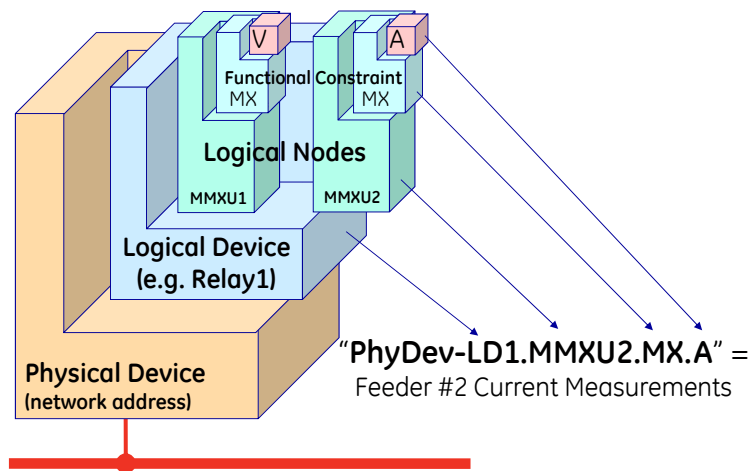 V
A
Functional Constraint
MX
MX
Logical Nodes
MMXU1
MMXU2
Logical Device
(e.g. Relay1)
"PhyDev-LD1.MMXU2.MX.A" =
Feeder #2 Current Measurements
Physical Device
(network address)